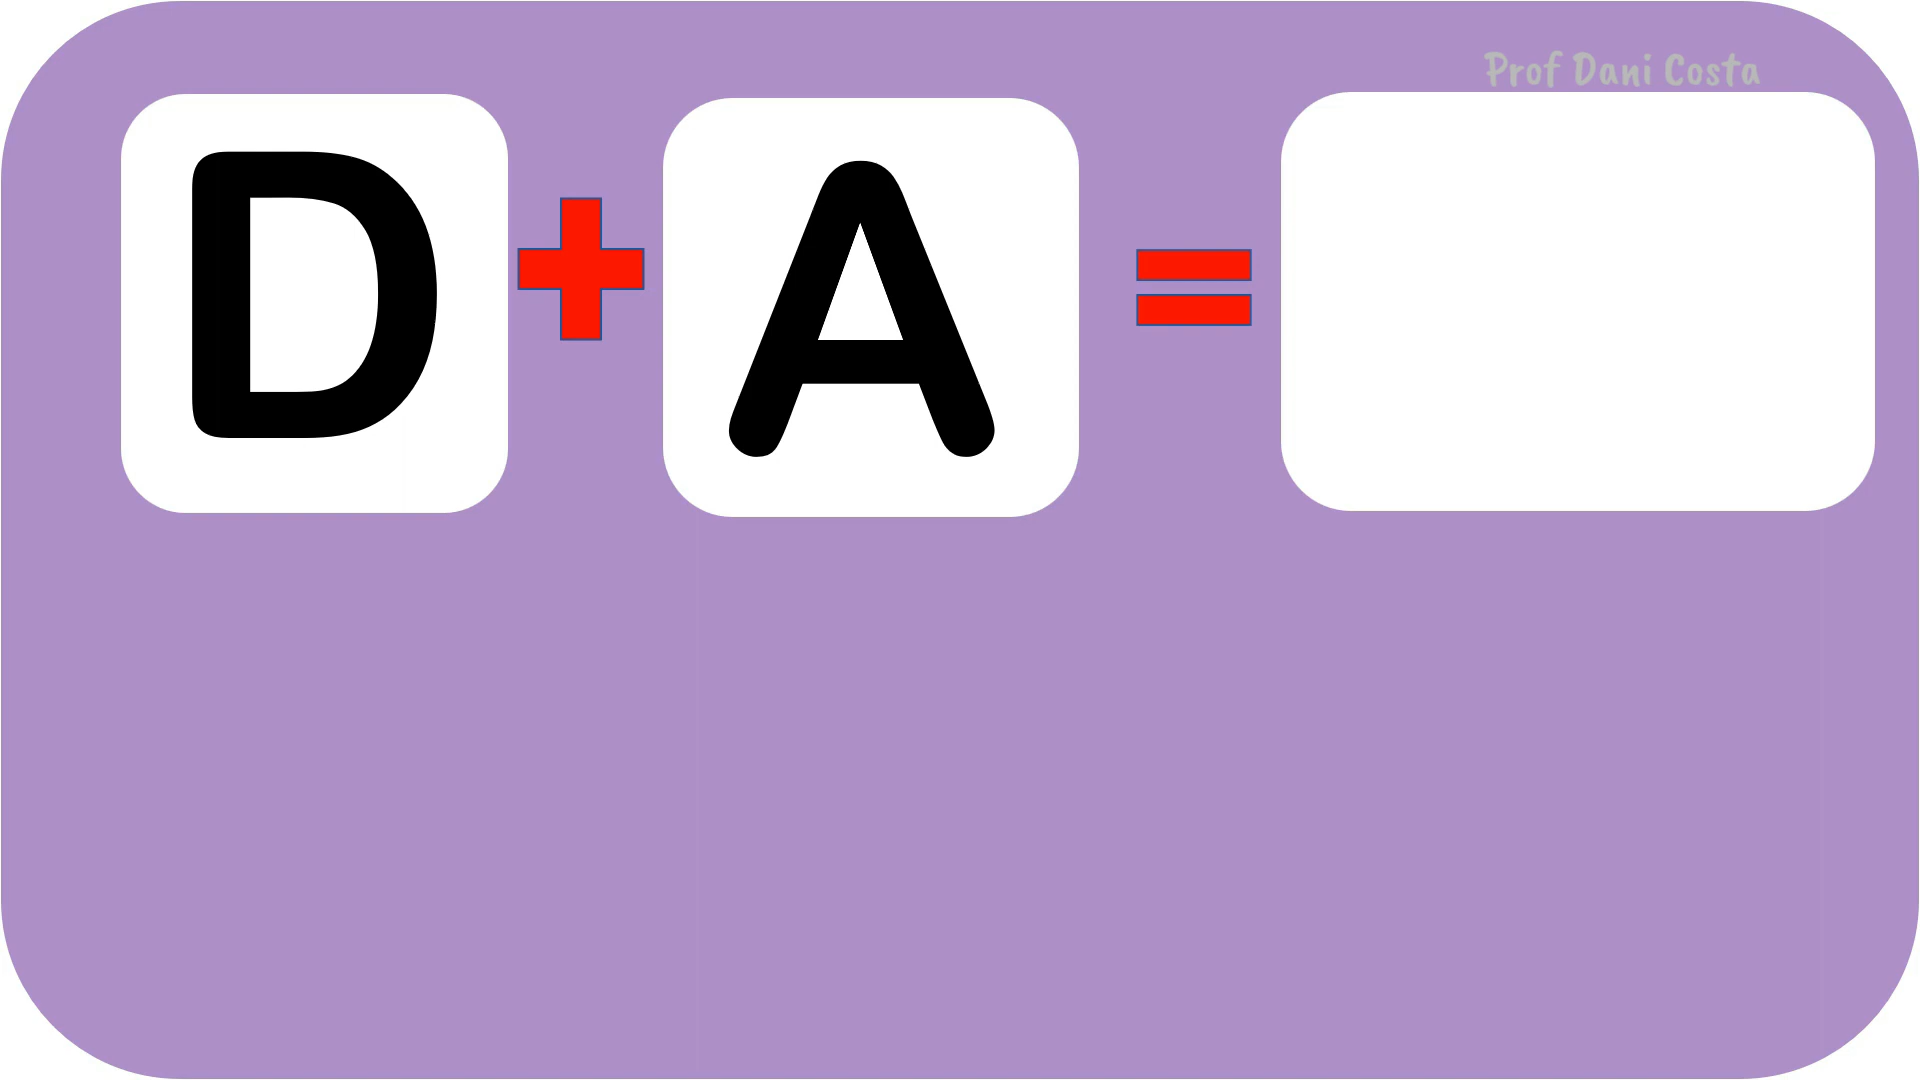 Prof Dani Costa
D + A =